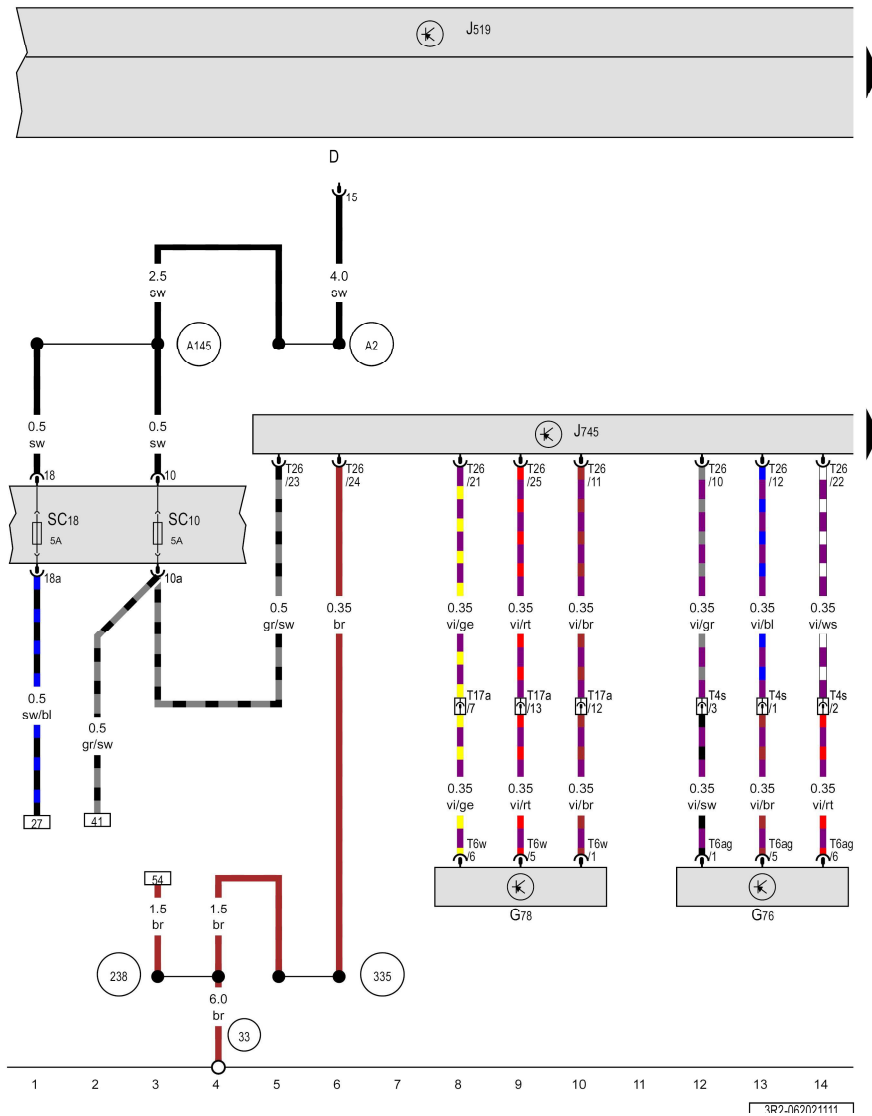 J519
D
15
2.5
sw
4.0
sw
A145
A2
0.5
sw
0.5
sw
J745
18
10
T26
/23
T26
/24
T26
/21
T26
/25
T26
/11
T26
/10
T26
/12
T26
/22
SC18
5A
SC10
5A
18a
10a
0.5
gr/sw
0.35
br
0.35
vi/ge
0.35
vi/rt
0.35
vi/br
0.35
vi/gr
0.35
vi/bl
0.35
vi/ws
0.5
sw/bl
0.5
gr/sw
T17a
/7
T17a
/13
T17a
/12
T4s
/3
T4s
/1
T4s
/2
0.35
vi/ge
0.35
vi/rt
0.35
vi/br
0.35
vi/sw
0.35
vi/br
0.35
vi/rt
27
41
T6w
/6
T6w
/5
T6w
/1
T6ag
/1
T6ag
/5
T6ag
/6
54
1.5
br
1.5
br
G78
G76
238
335
6.0
br
33
1 2 3 4 5 6 7 8 9 10 11 12 13 14
3R2-062021111